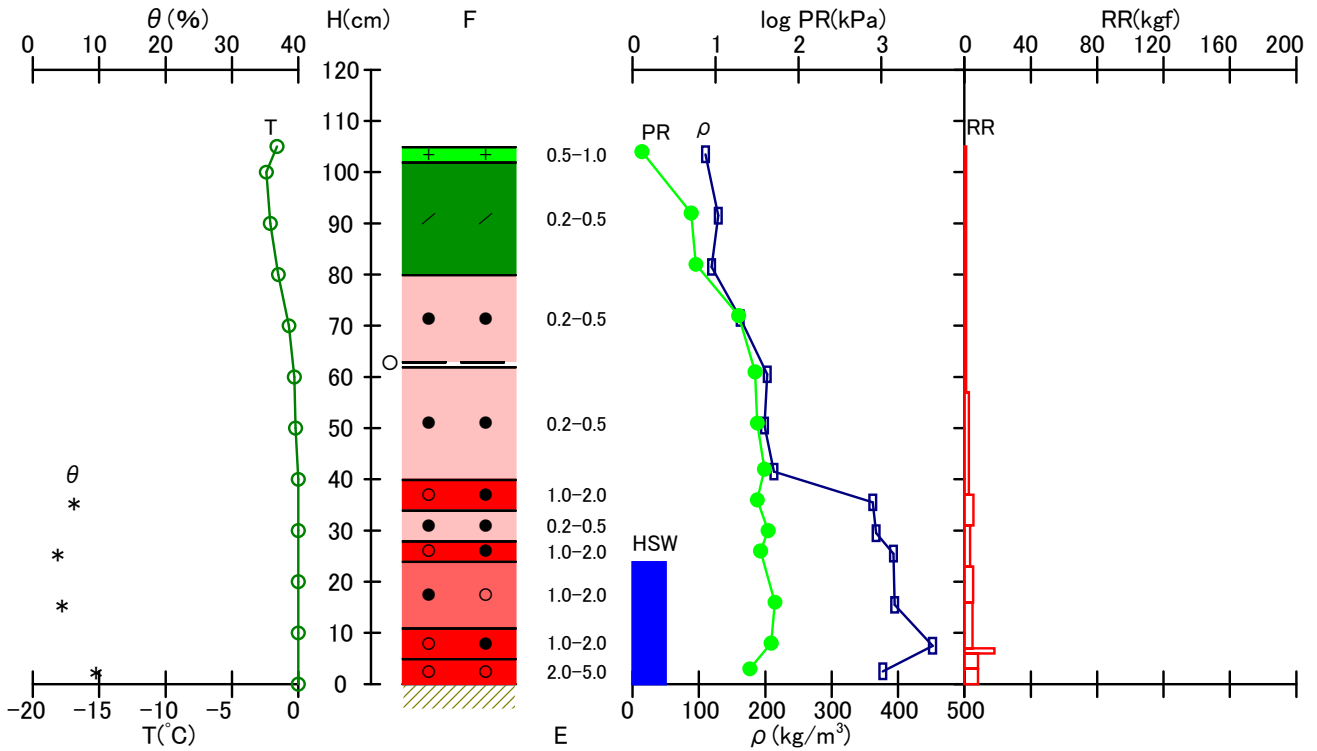 θ(%) H(cm) F log PR(kPa) RR(kgf)
0 10 20 30 40 0 1 2 3 4 0 40 80 120 160 200
120
110
100
90
80
70
60
50
40
30
20
10
0
T
θ
* * * *
+ +
0.5-1.0
0.2-0.5
0.2-0.5
0.2-0.5
1.0-2.0
0.2-0.5
1.0-2.0
1.0-2.0
1.0-2.0
2.0-5.0
PR ρ RR
HSW
-20 -15 -10 -5 0 0 100 200 300 400 500
T(°C) E ρ(kg/m³)